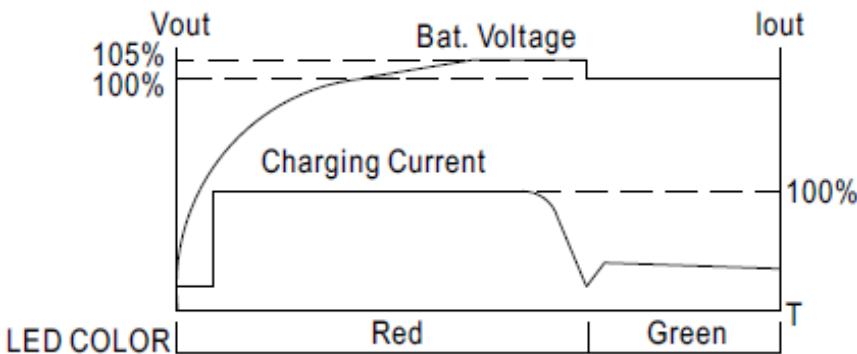 Vout
Iout
Bat. Voltage
105%
100%
Charging Current
100%
T
LED COLOR
Red
Green